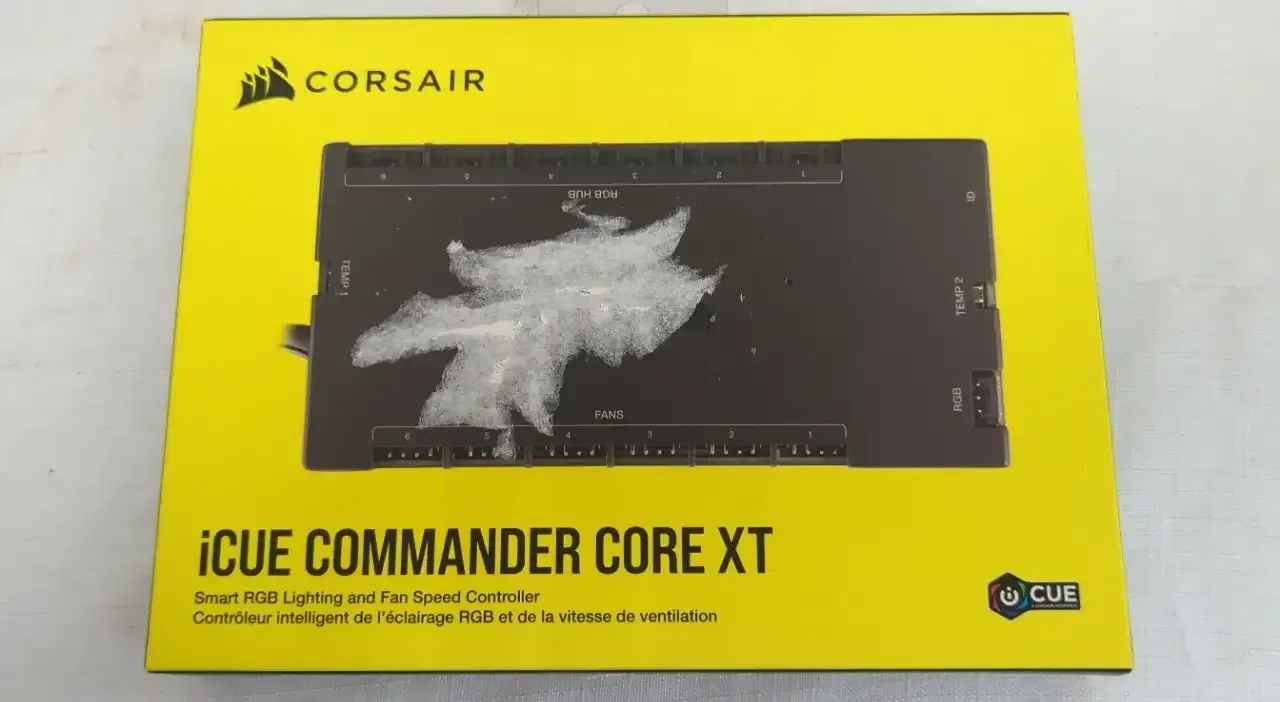 CORSAIR
6 5 4 3 2 1
RGB HUB
ID
TEMP 1
TEMP 2
RGB
FANS
6 5 4 3 2 1
iCUE COMMANDER CORE XT
Smart RGB Lighting and Fan Speed Controller
Contrôleur intelligent de l'éclairage RGB et de la vitesse de ventilation
iCUE